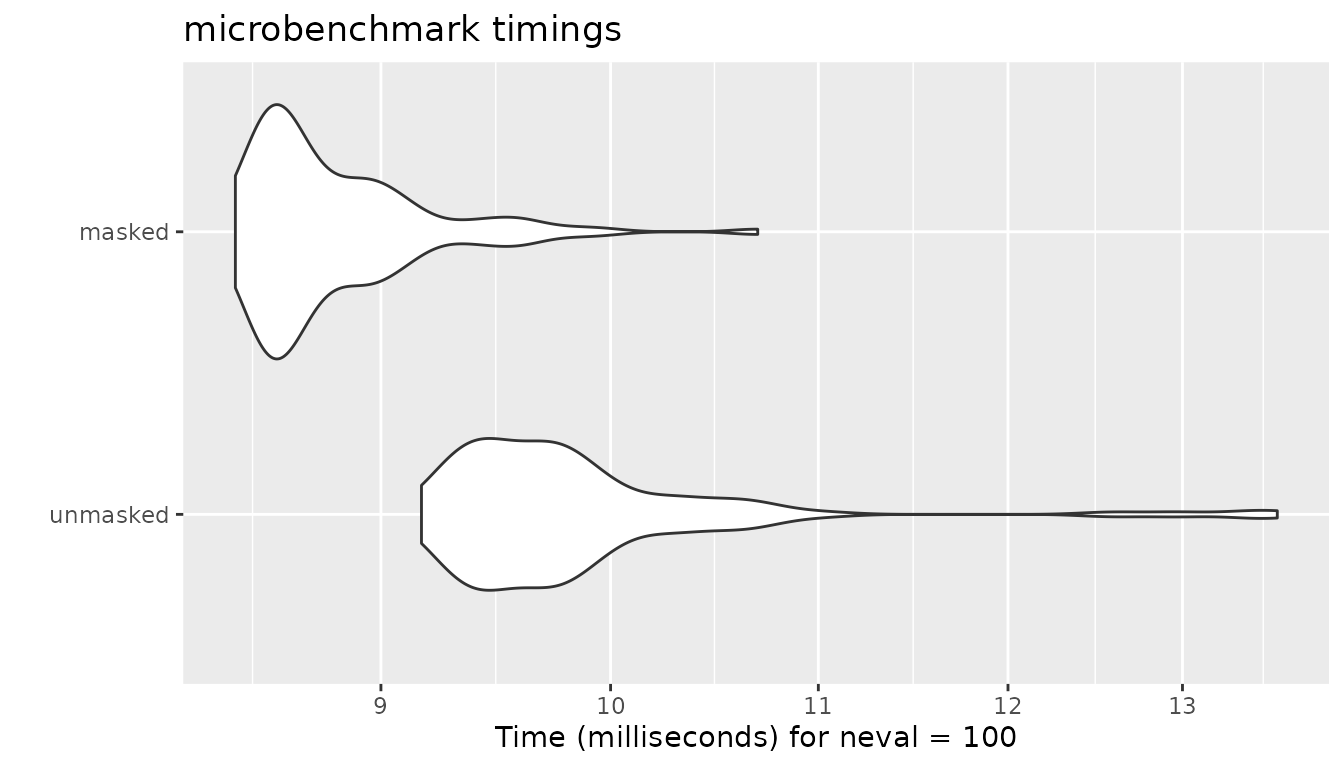 microbenchmark timings
masked
unmasked
9 10 11 12 13
Time (milliseconds) for neval = 100